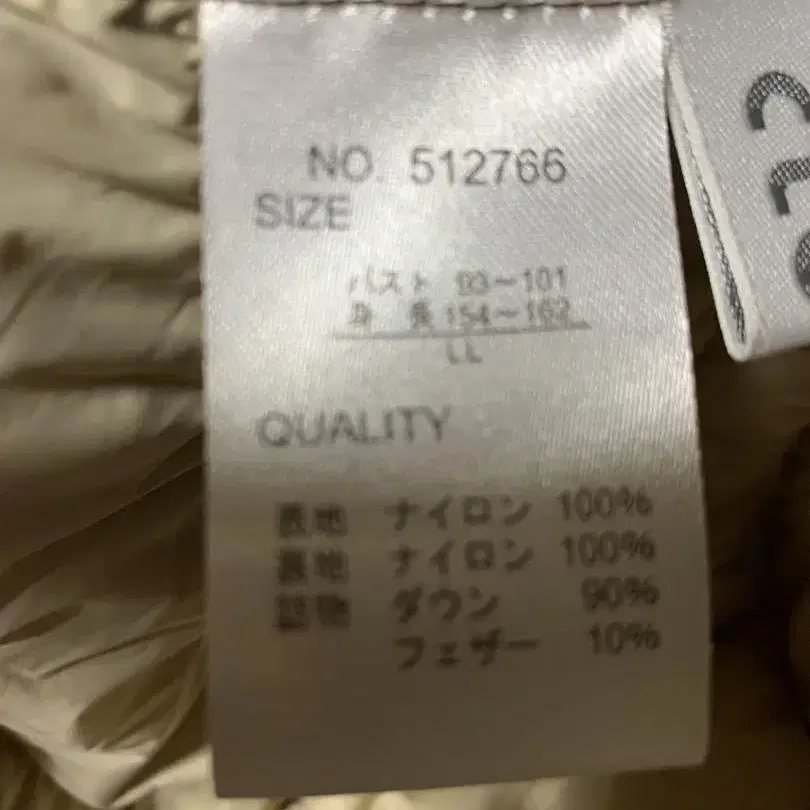 NO. 512766
SIZE
バスト 93〜101
身 長 154〜162
LL
QUALITY
表地 ナイロン 100%
裏地 ナイロン 100%
詰物 ダウン 90%
フェザー 10%
CL